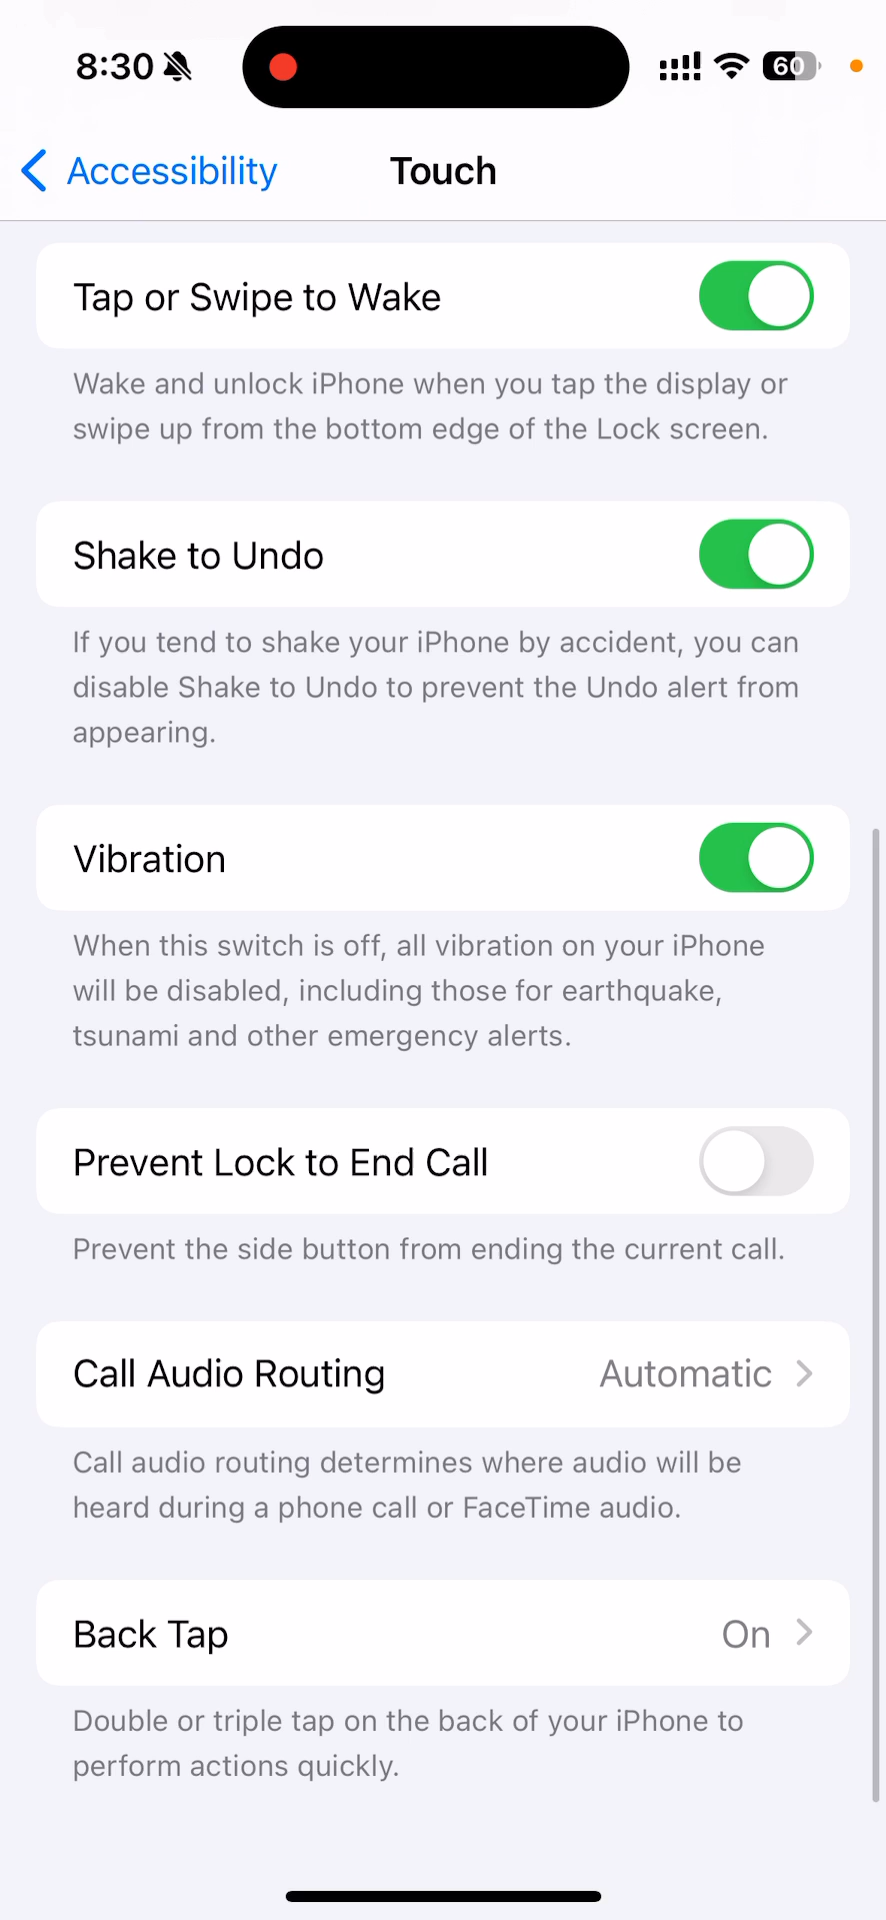 8:30
60
Accessibility
Touch
Tap or Swipe to Wake
Wake and unlock iPhone when you tap the display or
swipe up from the bottom edge of the Lock screen.
Shake to Undo
If you tend to shake your iPhone by accident, you can
disable Shake to Undo to prevent the Undo alert from
appearing.
Vibration
When this switch is off, all vibration on your iPhone
will be disabled, including those for earthquake,
tsunami and other emergency alerts.
Prevent Lock to End Call
Prevent the side button from ending the current call.
Call Audio Routing
Automatic
Call audio routing determines where audio will be
heard during a phone call or FaceTime audio.
Back Tap
On
Double or triple tap on the back of your iPhone to
perform actions quickly.